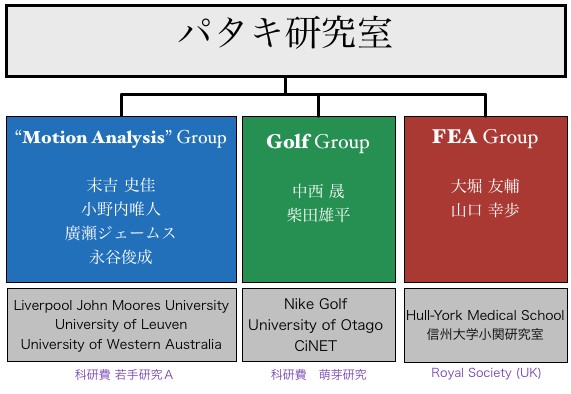 パタキ研究室
“Motion Analysis” Group
末吉 史佳
小野内唯人
廣瀬ジェームス
永谷俊成
Golf Group
中西 晟
柴田雄平
FEA Group
大堀 友輔
山口 幸歩
Liverpool John Moores University
University of Leuven
University of Western Australia
Nike Golf
University of Otago
CiNET
Hull-York Medical School
信州大学小関研究室
科研費 若手研究A
科研費　萌芽研究
Royal Society (UK)